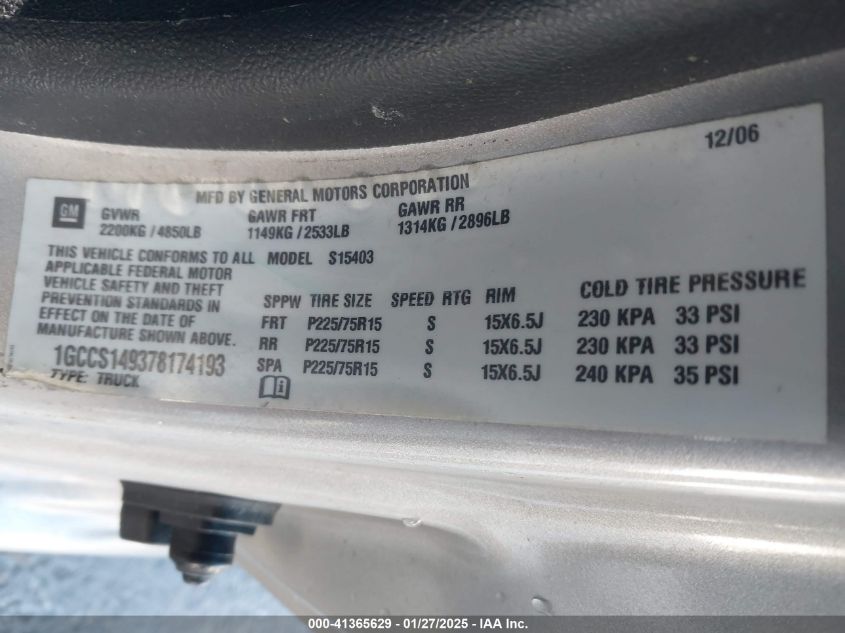 12/06
MFD BY GENERAL MOTORS CORPORATION
GM
GVWR GAWR FRT GAWR RR
2200KG / 4850LB 1149KG / 2533LB 1314KG / 2896LB
THIS VEHICLE CONFORMS TO ALL
APPLICABLE FEDERAL MOTOR
VEHICLE SAFETY AND THEFT
PREVENTION STANDARDS IN
EFFECT ON THE DATE OF
MANUFACTURE SHOWN ABOVE.
1GCCS149378174193
TYPE: TRUCK
MODEL S15403
SPPW TIRE SIZE SPEED RTG RIM COLD TIRE PRESSURE
FRT P225/75R15 S 15X6.5J 230 KPA 33 PSI
RR P225/75R15 S 15X6.5J 230 KPA 33 PSI
SPA P225/75R15 S 15X6.5J 240 KPA 35 PSI
000-41365629 - 01/27/2025 - IAA Inc.